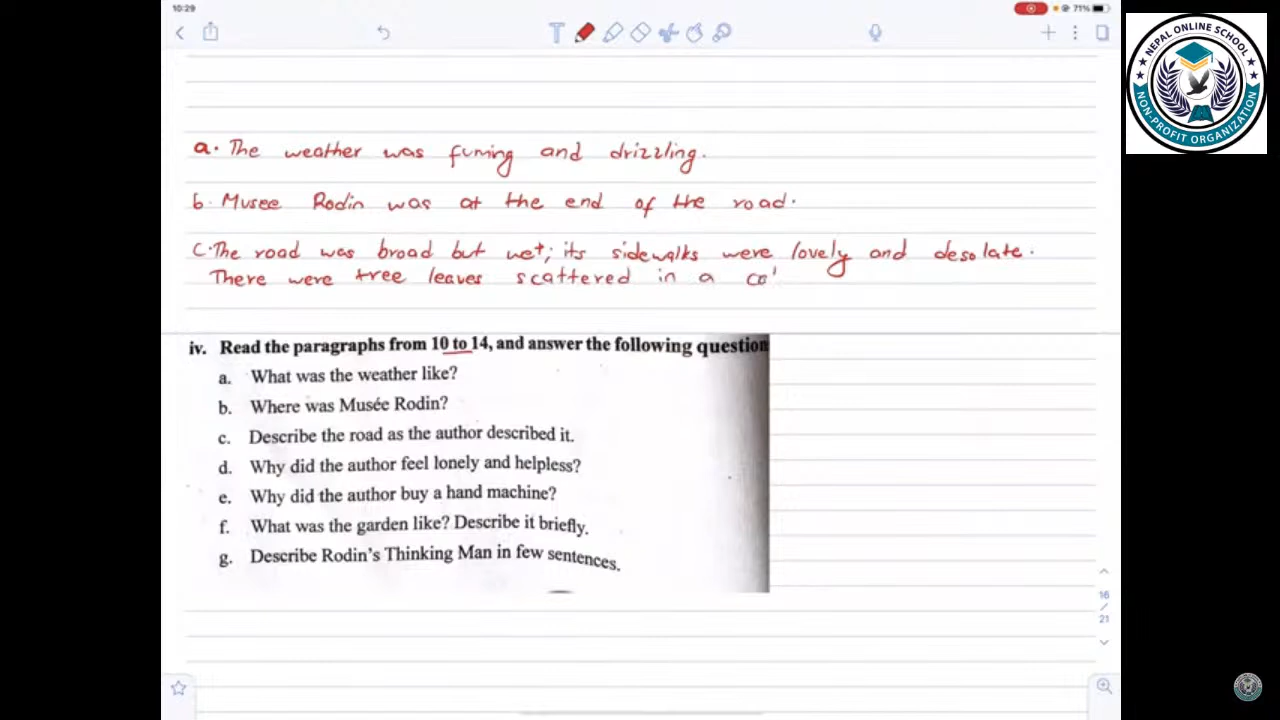 10:29
71%
NEPAL ONLINE SCHOOL
NON-PROFIT ORGANIZATION
a. The weather was fuming and drizzling.
b. Musee Rodin was at the end of the road.
c. The road was broad but wet; its sidewalks were lovely and desolate.
There were tree leaves scattered in a
iv. Read the paragraphs from 10 to 14, and answer the following question
a. What was the weather like?
b. Where was Musée Rodin?
c. Describe the road as the author described it.
d. Why did the author feel lonely and helpless?
e. Why did the author buy a hand machine?
f. What was the garden like? Describe it briefly.
g. Describe Rodin's Thinking Man in few sentences.
16
/
21